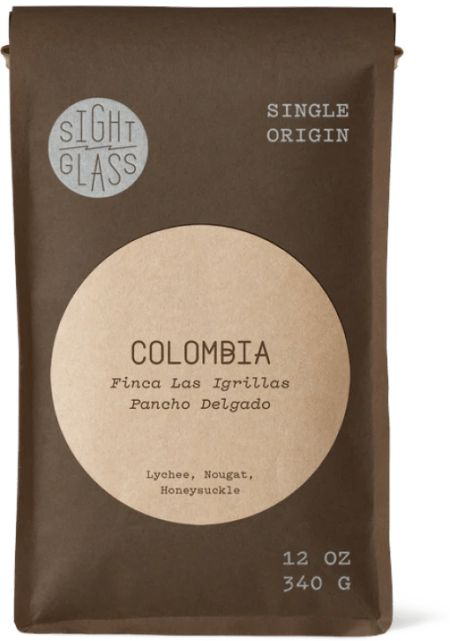 SIGHT
GLASS
SINGLE
ORIGIN
COLOMBIA
Finca Las Igrillas
Pancho Delgado
Lychee, Nougat,
Honeysuckle
12 OZ
340 G